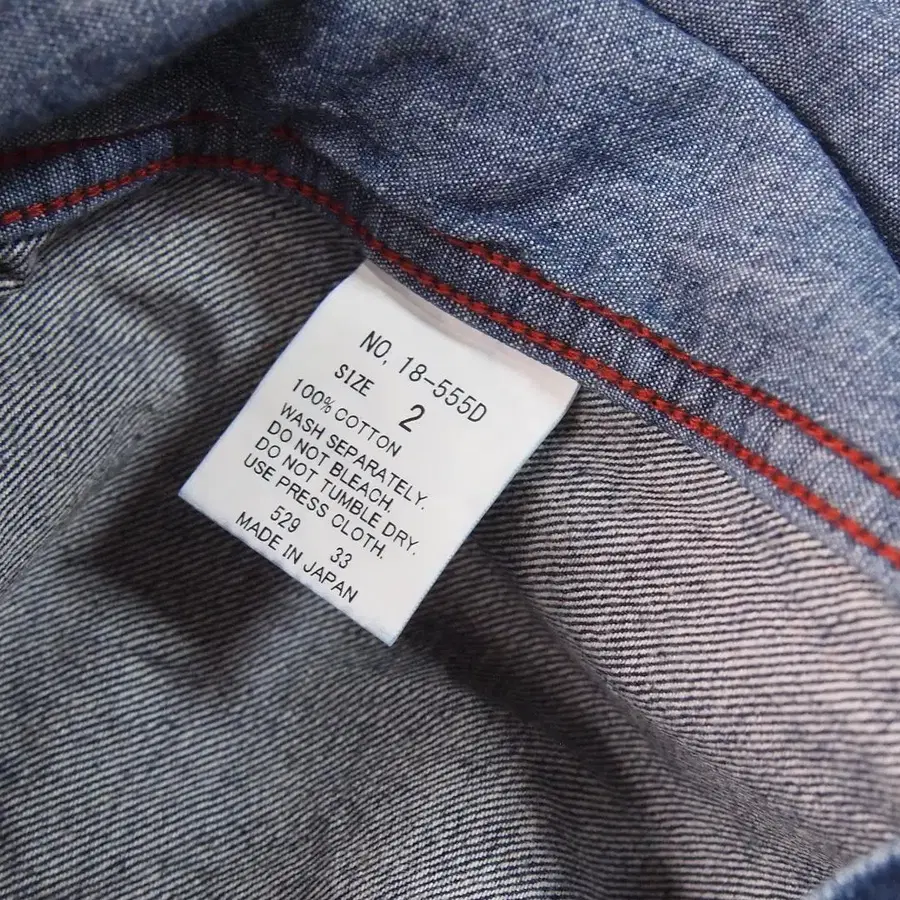 NO, 18-555D
SIZE 2
100% COTTON
WASH SEPARATELY.
DO NOT BLEACH.
DO NOT TUMBLE DRY.
USE PRESS CLOTH.
529 33
MADE IN JAPAN